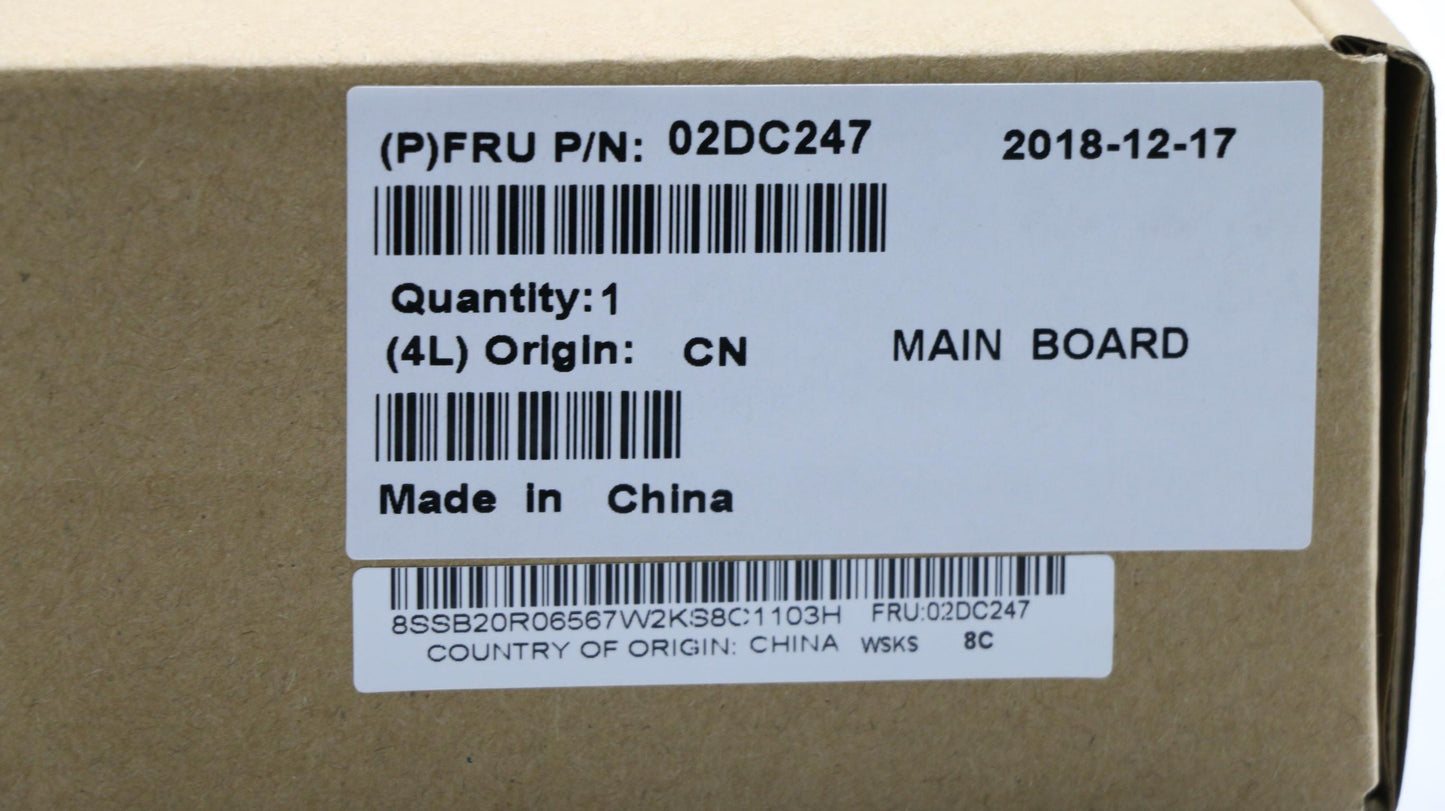 (P)FRU P/N: 02DC247 2018-12-17
Quantity:1
(4L) Origin: CN MAIN BOARD
Made in China
8SSB20R06567W2KS8C1103H FRU:02DC247
COUNTRY OF ORIGIN: CHINA WSKS 8C